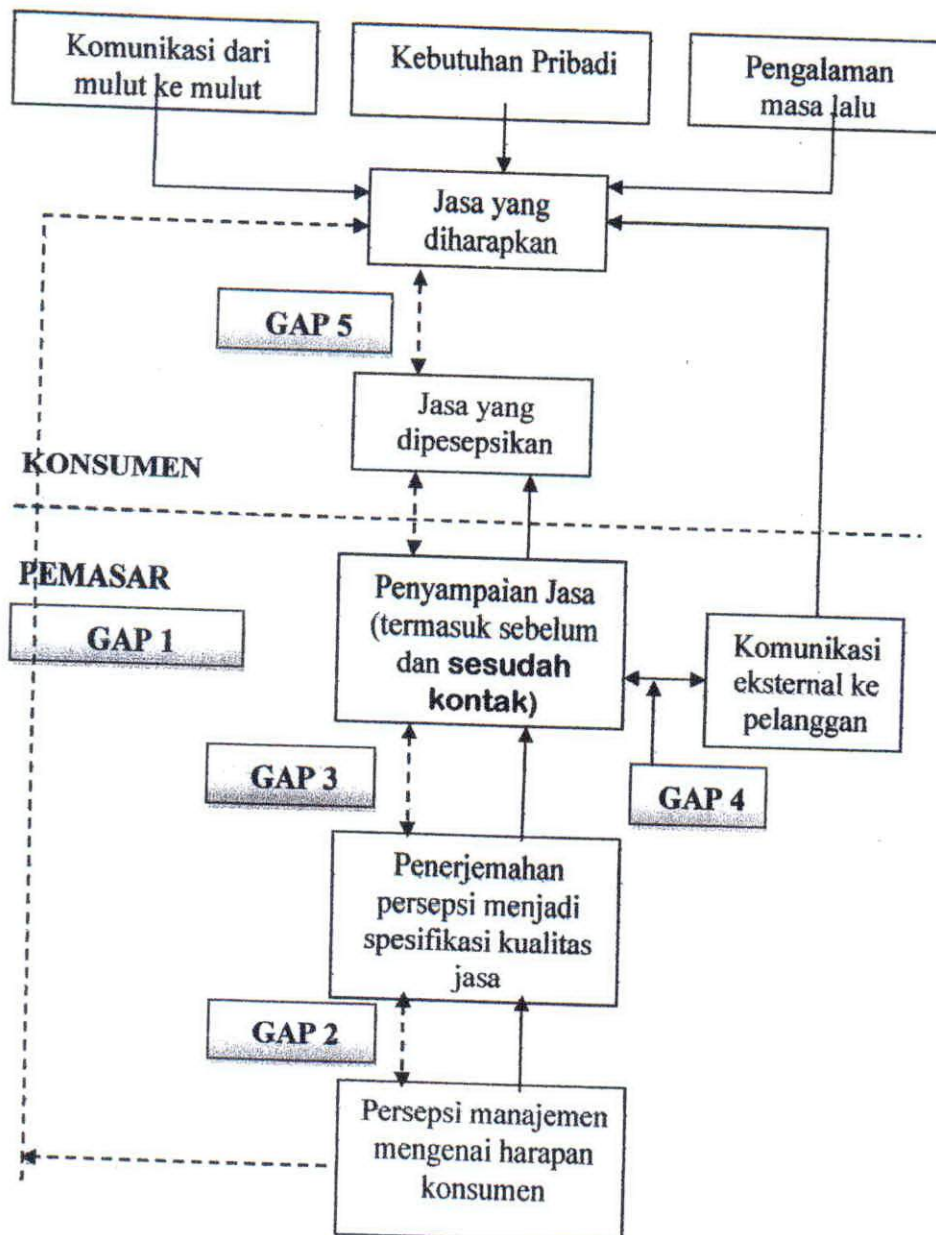 Komunikasi dari
mulut ke mulut
Kebutuhan Pribadi
Pengalaman
masa lalu
Jasa yang
diharapkan
GAP 5
Jasa yang
dipesepsikan
KONSUMEN
PEMASAR
GAP 1
Penyampaian Jasa
(termasuk sebelum
dan sesudah
kontak)
Komunikasi
eksternal ke
pelanggan
GAP 3
GAP 4
Penerjemahan
persepsi menjadi
spesifikasi kualitas
jasa
GAP 2
Persepsi manajemen
mengenai harapan
konsumen